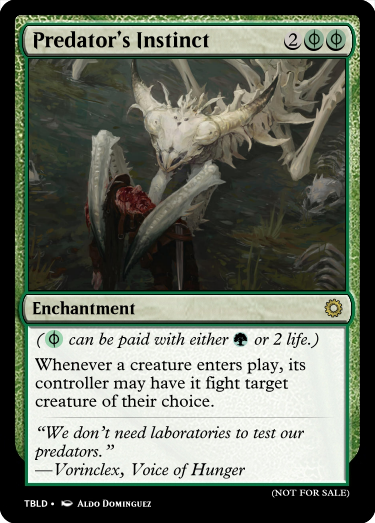 Predator's Instinct 2
Enchantment
( can be paid with either or 2 life.)
Whenever a creature enters play, its
controller may have it fight target
creature of their choice.
“We don't need laboratories to test our
predators.”
—Vorinclex, Voice of Hunger
(NOT FOR SALE)
TBLD • Aldo Dominguez